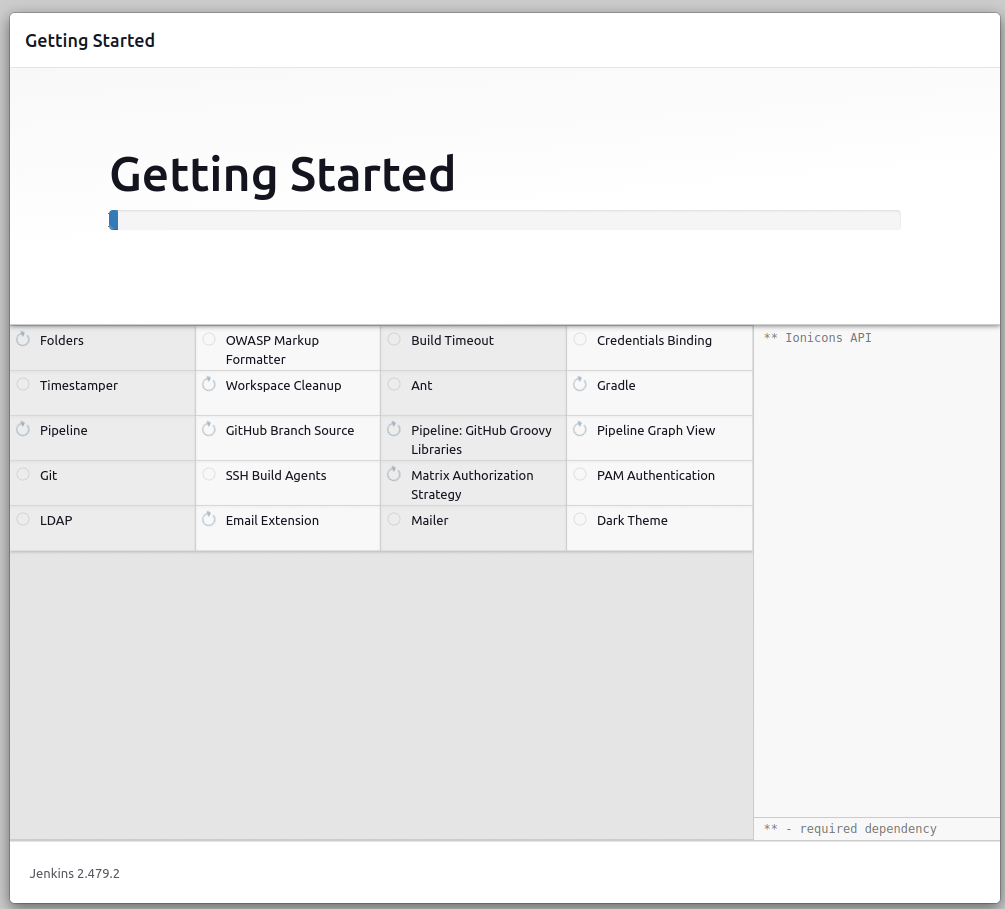 Getting Started
Getting Started
Folders
OWASP Markup
Formatter
Build Timeout
Credentials Binding
** Ionicons API
Timestamper
Workspace Cleanup
Ant
Gradle
Pipeline
GitHub Branch Source
Pipeline: GitHub Groovy
Libraries
Pipeline Graph View
Git
SSH Build Agents
Matrix Authorization
Strategy
PAM Authentication
LDAP
Email Extension
Mailer
Dark Theme
** - required dependency
Jenkins 2.479.2